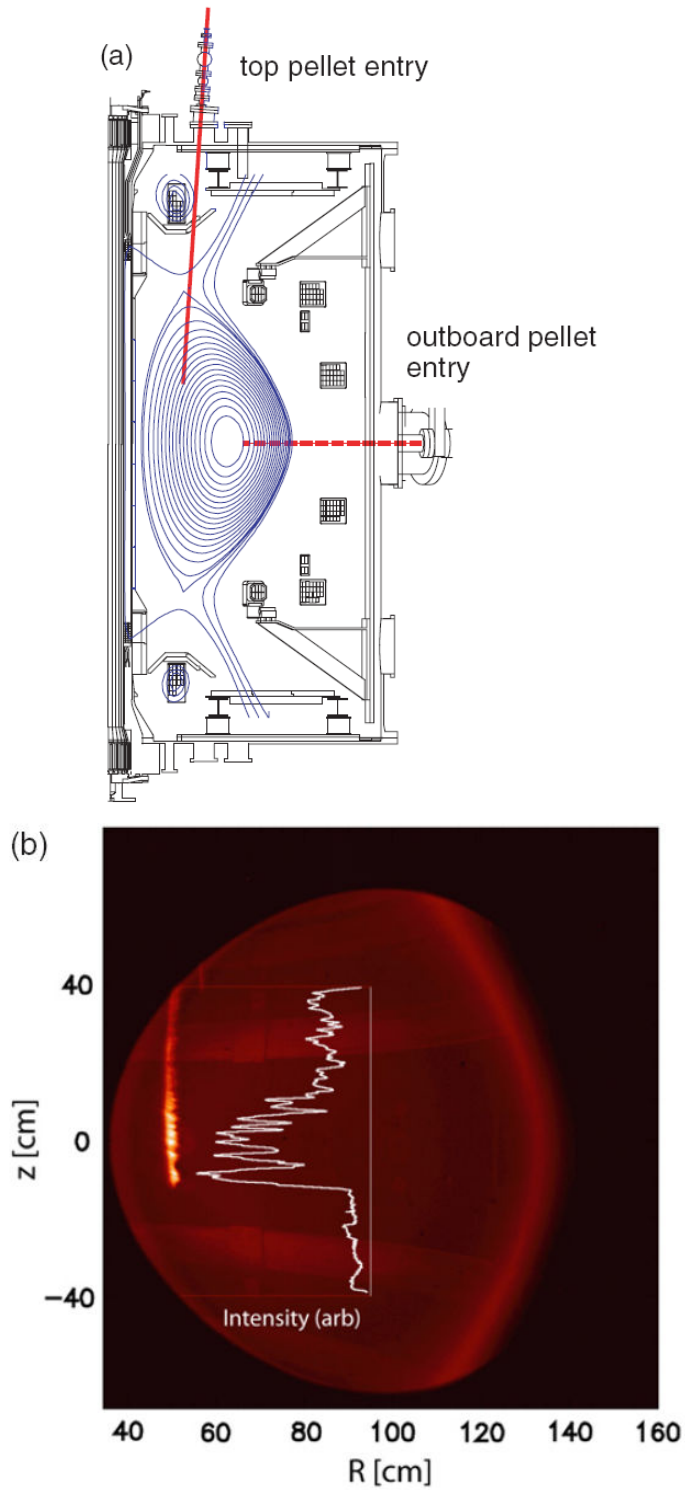 (a)
top pellet entry
outboard pellet
entry
(b)
40
0
−40
z [cm]
Intensity (arb)
40 60 80 100 120 140 160
R [cm]